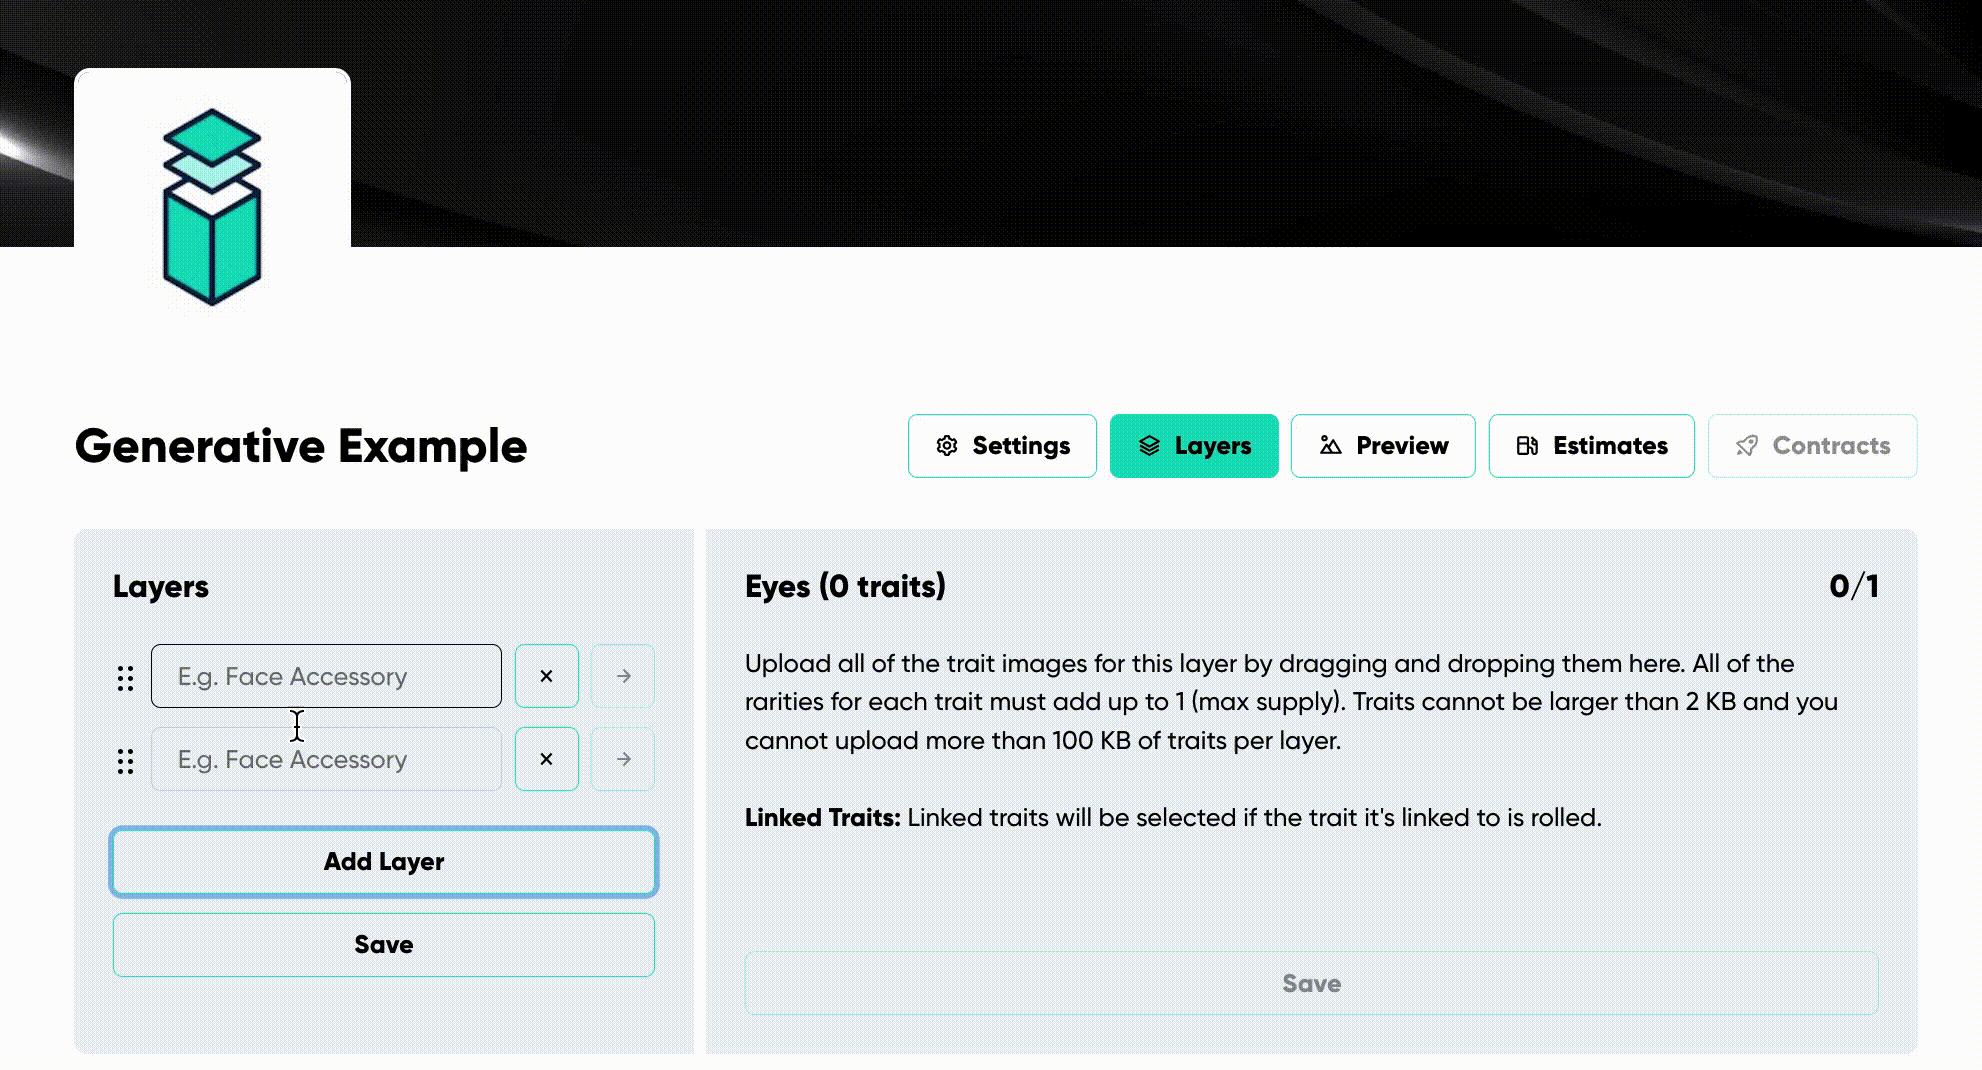 Generative Example
Settings
Layers
Preview
Estimates
Contracts
Layers
E.g. Face Accessory
E.g. Face Accessory
Add Layer
Save
Eyes (0 traits)
0/1
Upload all of the trait images for this layer by dragging and dropping them here. All of the
rarities for each trait must add up to 1 (max supply). Traits cannot be larger than 2 KB and you
cannot upload more than 100 KB of traits per layer.
Linked Traits: Linked traits will be selected if the trait it's linked to is rolled.
Save